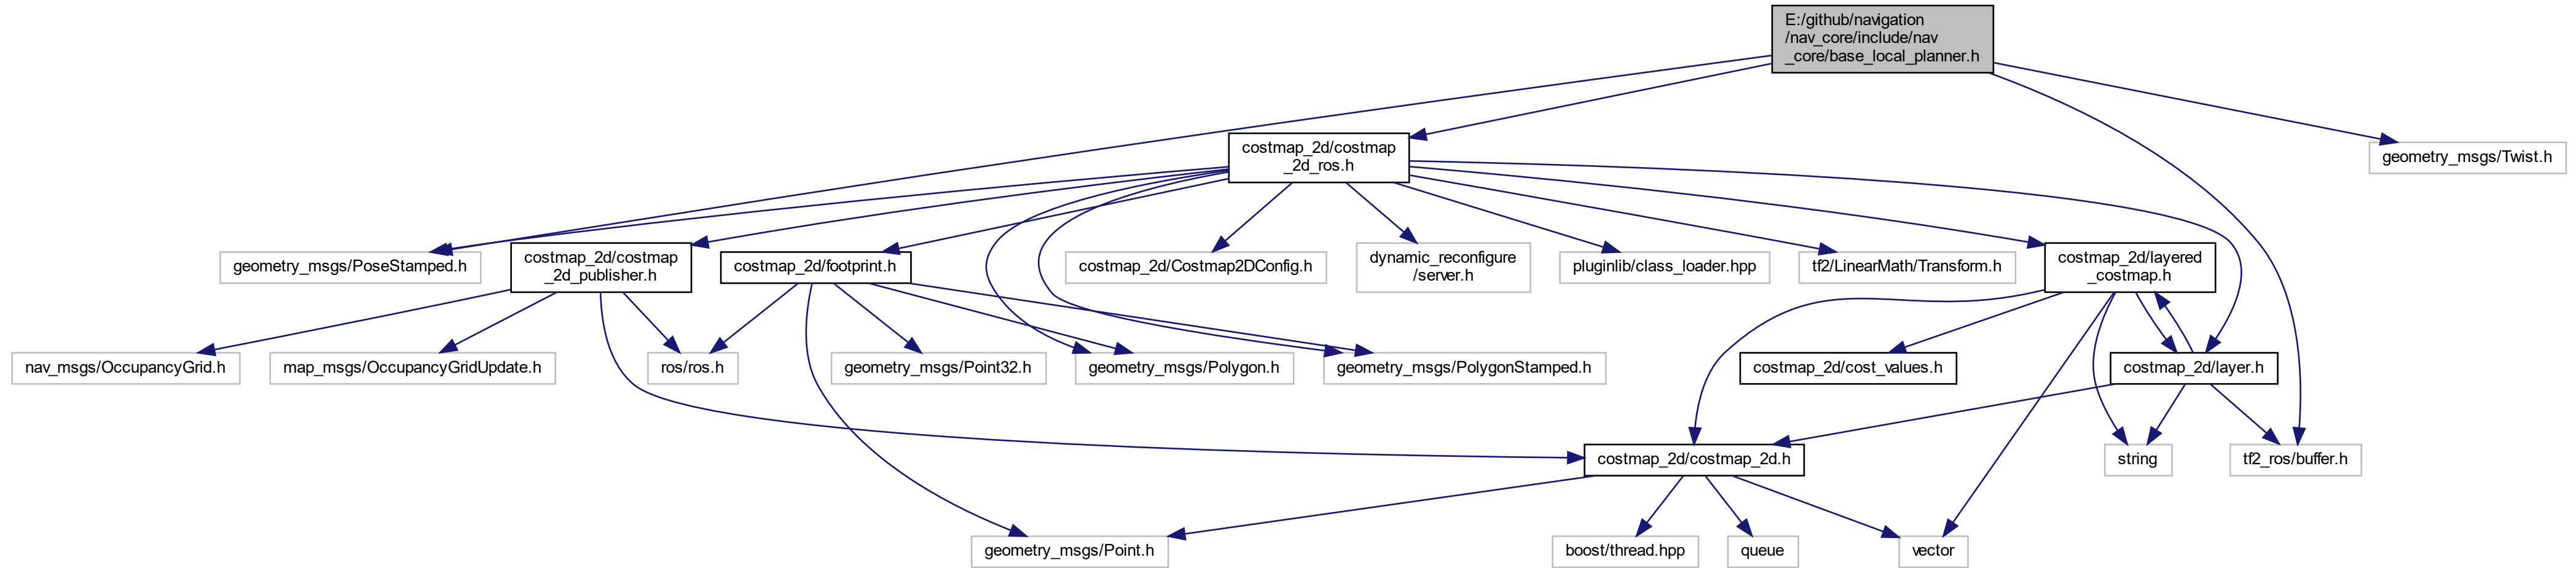 E:/github/navigation
/nav_core/include/nav
_core/base_local_planner.h
costmap_2d/costmap
_2d_ros.h
geometry_msgs/Twist.h
geometry_msgs/PoseStamped.h
costmap_2d/costmap
_2d_publisher.h
costmap_2d/footprint.h
costmap_2d/Costmap2DConfig.h
dynamic_reconfigure
/server.h
pluginlib/class_loader.hpp
tf2/LinearMath/Transform.h
costmap_2d/layered
_costmap.h
nav_msgs/OccupancyGrid.h
map_msgs/OccupancyGridUpdate.h
ros/ros.h
geometry_msgs/Point32.h
geometry_msgs/Polygon.h
geometry_msgs/PolygonStamped.h
costmap_2d/cost_values.h
costmap_2d/layer.h
costmap_2d/costmap_2d.h
string
tf2_ros/buffer.h
geometry_msgs/Point.h
boost/thread.hpp
queue
vector